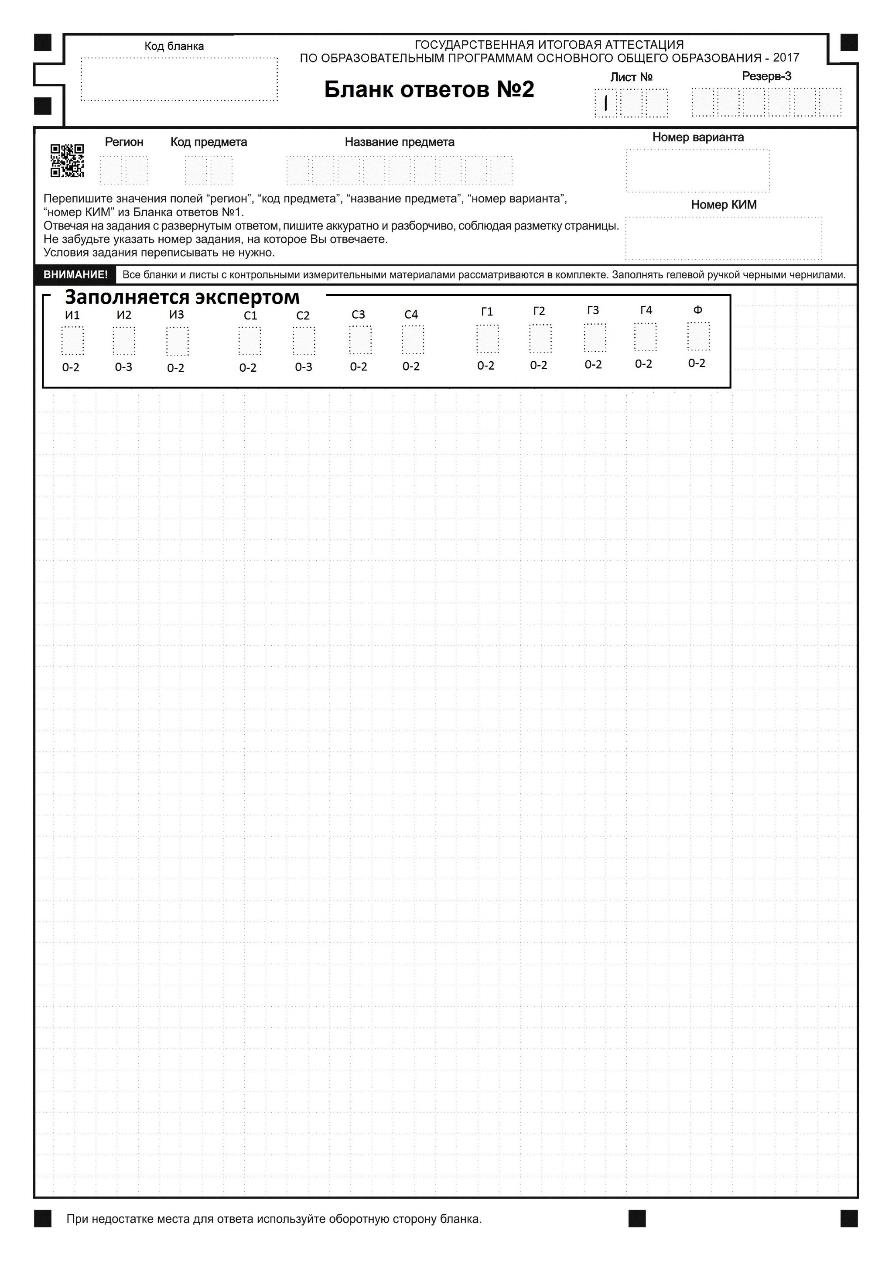 Код бланка
ГОСУДАРСТВЕННАЯ ИТОГОВАЯ АТТЕСТАЦИЯ
ПО ОБРАЗОВАТЕЛЬНЫМ ПРОГРАММАМ ОСНОВНОГО ОБЩЕГО ОБРАЗОВАНИЯ - 2017
Бланк ответов №2
Лист № Резерв-3
1
Регион Код предмета Название предмета Номер варианта
Перепишите значения полей “регион”, “код предмета”, “название предмета”, “номер варианта”,
“номер КИМ” из Бланка ответов №1.
Отвечая на задания с развернутым ответом, пишите аккуратно и разборчиво, соблюдая разметку страницы.
Не забудьте указать номер задания, на которое Вы отвечаете.
Условия задания переписывать не нужно.
Номер КИМ
ВНИМАНИЕ! Все бланки и листы с контрольными измерительными материалами рассматриваются в комплекте. Заполнять гелевой ручкой черными чернилами.
Заполняется экспертом
И1 И2 И3 С1 С2 С3 С4 Г1 Г2 Г3 Г4 Ф
0-2 0-3 0-2 0-2 0-3 0-2 0-2 0-2 0-2 0-2 0-2 0-2
При недостатке места для ответа используйте оборотную сторону бланка.